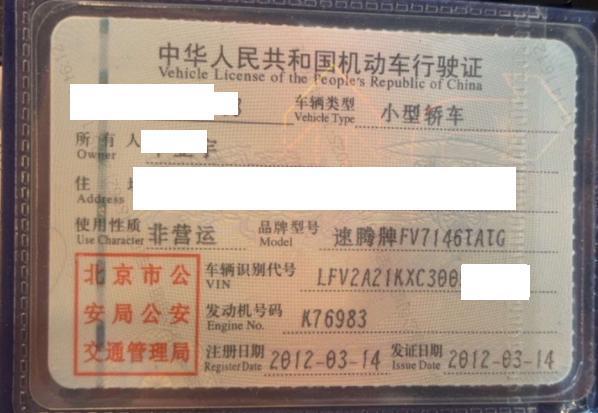 中华人民共和国机动车行驶证
Vehicle License of the People's Republic of China
车辆类型 小型轿车
Vehicle Type
所有人
Owner
住
Address
使用性质 非营运 品牌型号 速腾牌FV7146TATG
Use Character Model
北京市公安局公安交通管理局
车辆识别代号 LFV2A21KXC300
VIN
发动机号码 K76983
Engine No.
注册日期 2012-03-14 发证日期 2012-03-14
Register Date Issue Date